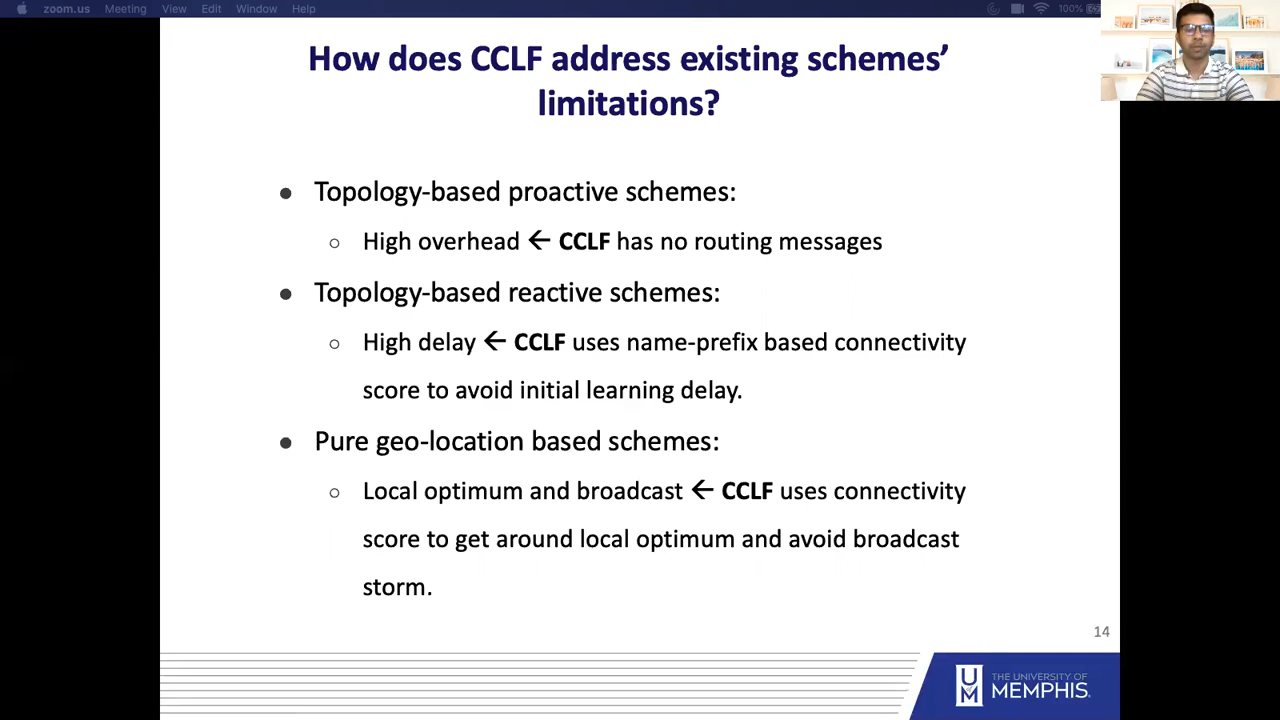 zoom.us Meeting View Edit Window Help 100%
How does CCLF address existing schemes’
limitations?
● Topology-based proactive schemes:
○ High overhead ← CCLF has no routing messages
● Topology-based reactive schemes:
○ High delay ← CCLF uses name-prefix based connectivity
score to avoid initial learning delay.
● Pure geo-location based schemes:
○ Local optimum and broadcast ← CCLF uses connectivity
score to get around local optimum and avoid broadcast
storm.
14
UM
THE UNIVERSITY OF
MEMPHIS.